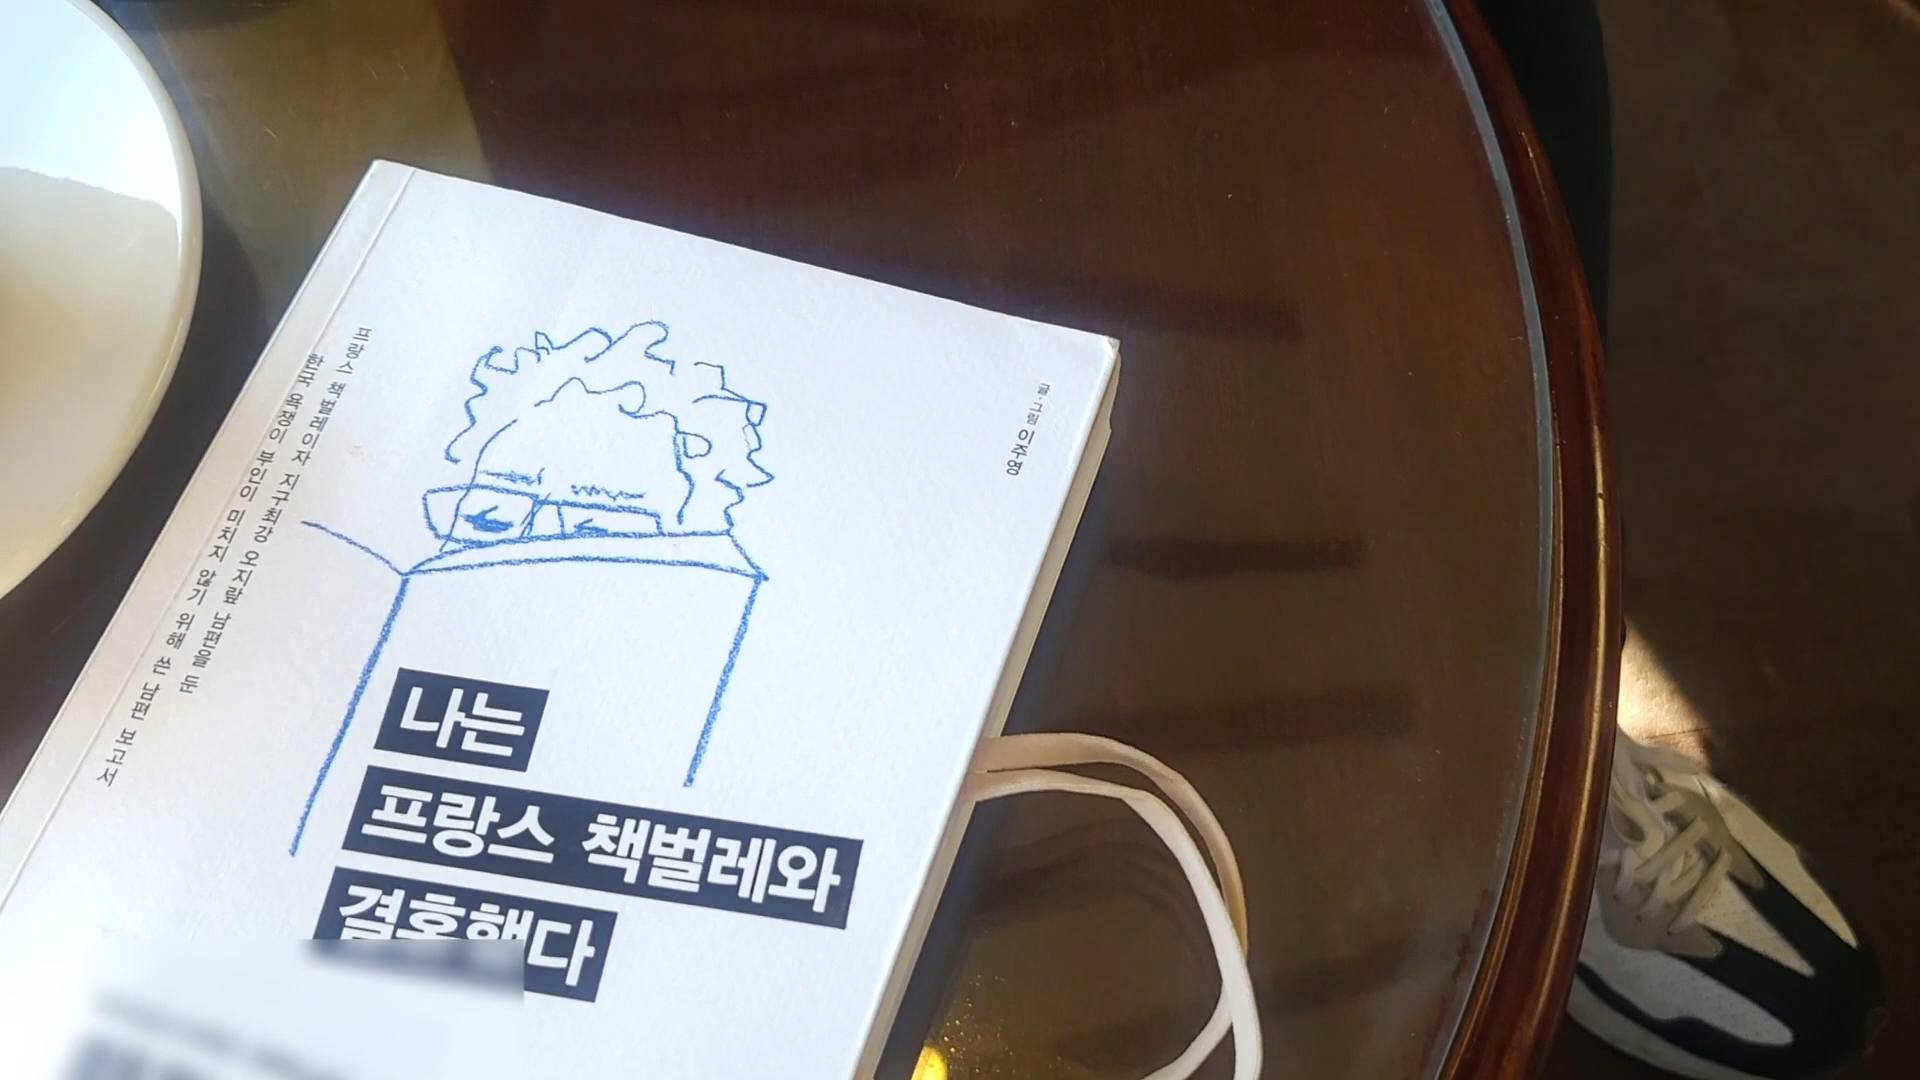 프랑스 책벌레이자 지구최강 오지랖 남편을 둔
한국 요정이 부인이 미치지 않기 위해 쓴 남편 보고서
글·그림 이주영
나는
프랑스 책벌레와
결혼했다